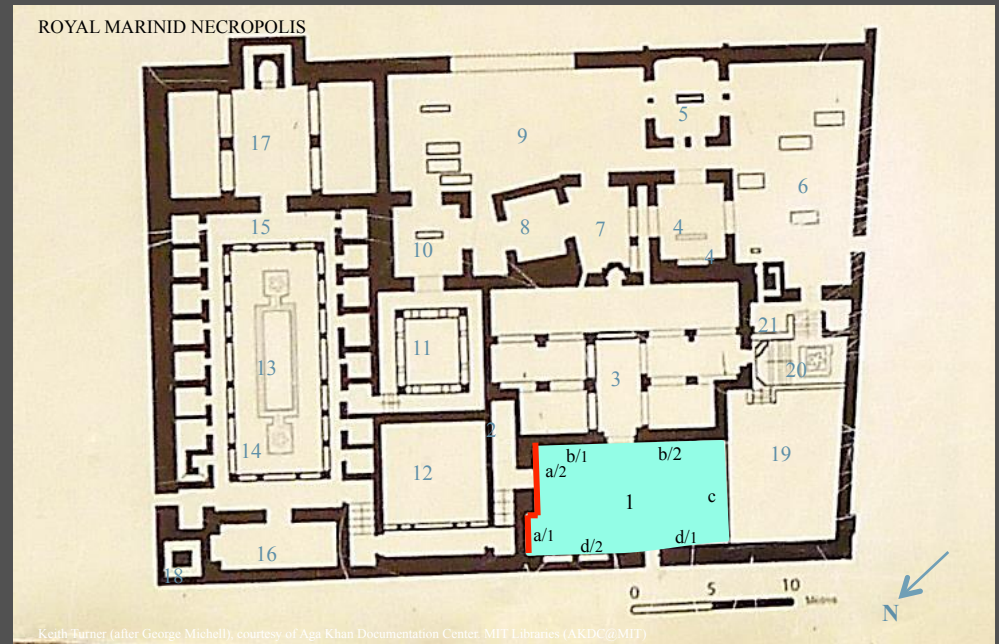 ROYAL MARINID NECROPOLIS
17
9
5
6
15
10
8
7
4
4
21
11
13
3
20
2
14
12
19
b/1
b/2
a/2
1
c
a/1
d/2
d/1
16
18
0 5 10
Meters
N
Keith Turner (after George Michell), courtesy of Aga Khan Documentation Center, MIT Libraries (AKDC@MIT)